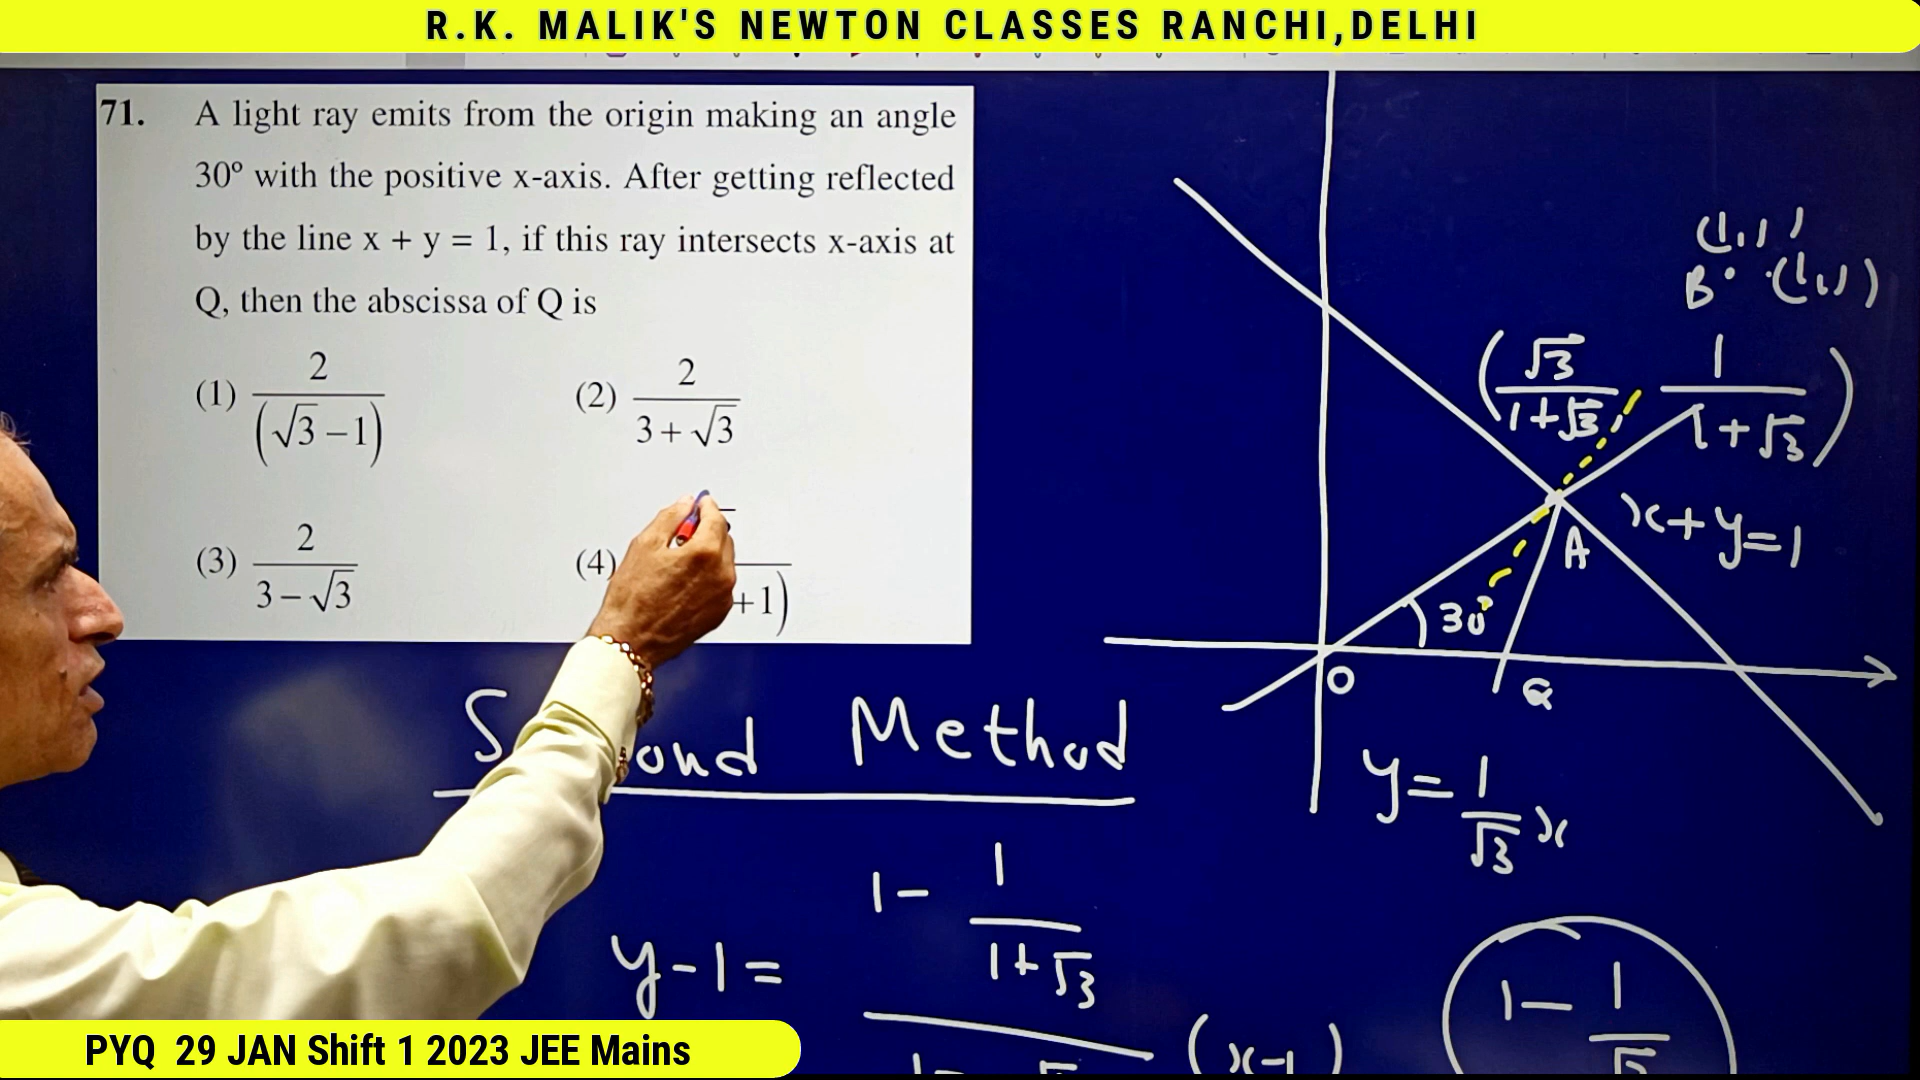 R.K. MALIK'S NEWTON CLASSES RANCHI,DELHI
71. A light ray emits from the origin making an angle
30º with the positive x-axis. After getting reflected
by the line x + y = 1, if this ray intersects x-axis at
Q, then the abscissa of Q is
(1) 2/(√3 – 1)
(2) 2/(3 + √3)
(3) 2/(3 – √3)
(4) +1)
(1,1)
B (1,1)
(√3/(1+√3), 1/(1+√3))
x+y=1
A
30°
O
Q
y = 1/√3 x
Method
y-1 =
1 - 1/(1+√3)
(x-1)
1 - 1/
PYQ 29 JAN Shift 1 2023 JEE Mains